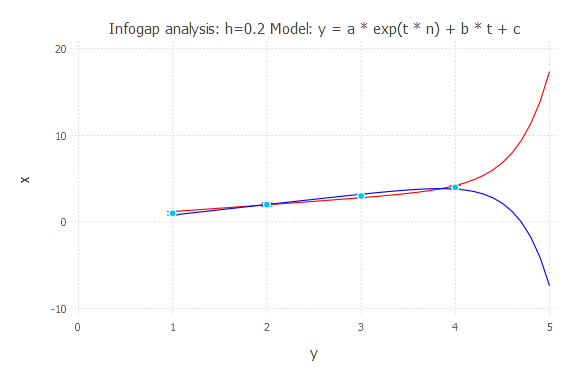 Infogap analysis: h=0.2 Model: y = a * exp(t * n) + b * t + c
20
10
0
-10
x
0 1 2 3 4 5
y